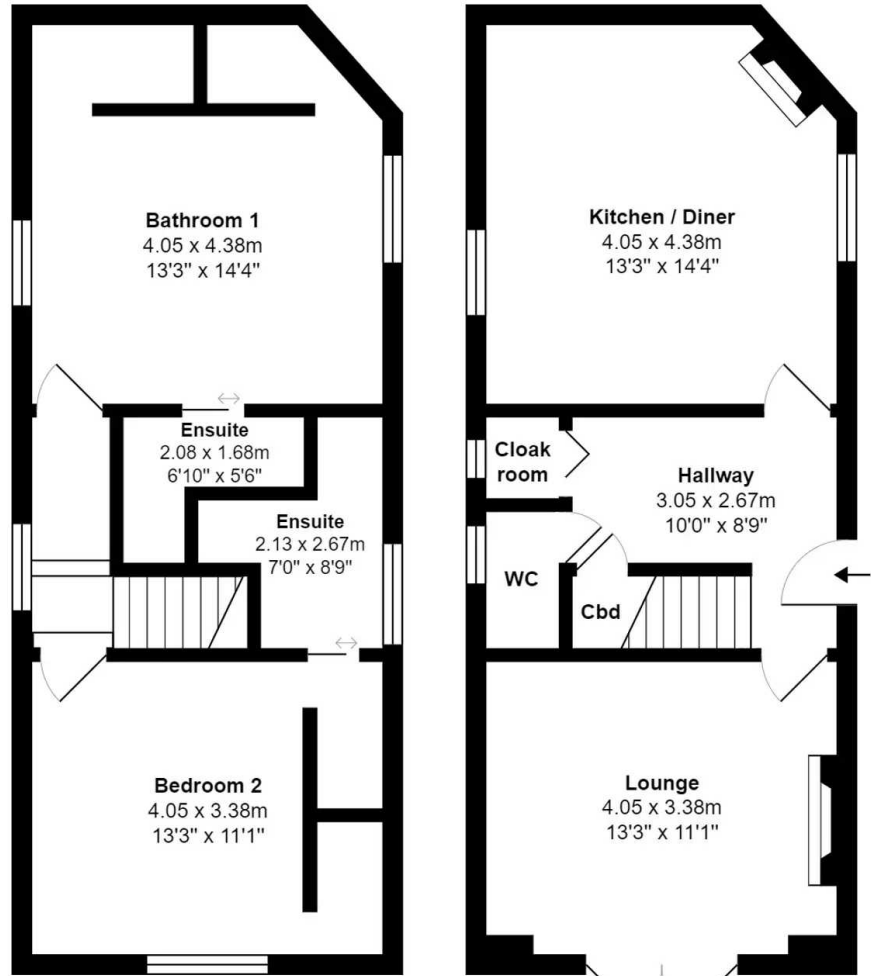 Bathroom 1
4.05 x 4.38m
13'3" x 14'4"
Ensuite
2.08 x 1.68m
6'10" x 5'6"
Ensuite
2.13 x 2.67m
7'0" x 8'9"
Bedroom 2
4.05 x 3.38m
13'3" x 11'1"
Kitchen / Diner
4.05 x 4.38m
13'3" x 14'4"
Cloak
room
Hallway
3.05 x 2.67m
10'0" x 8'9"
WC
Cbd
Lounge
4.05 x 3.38m
13'3" x 11'1"